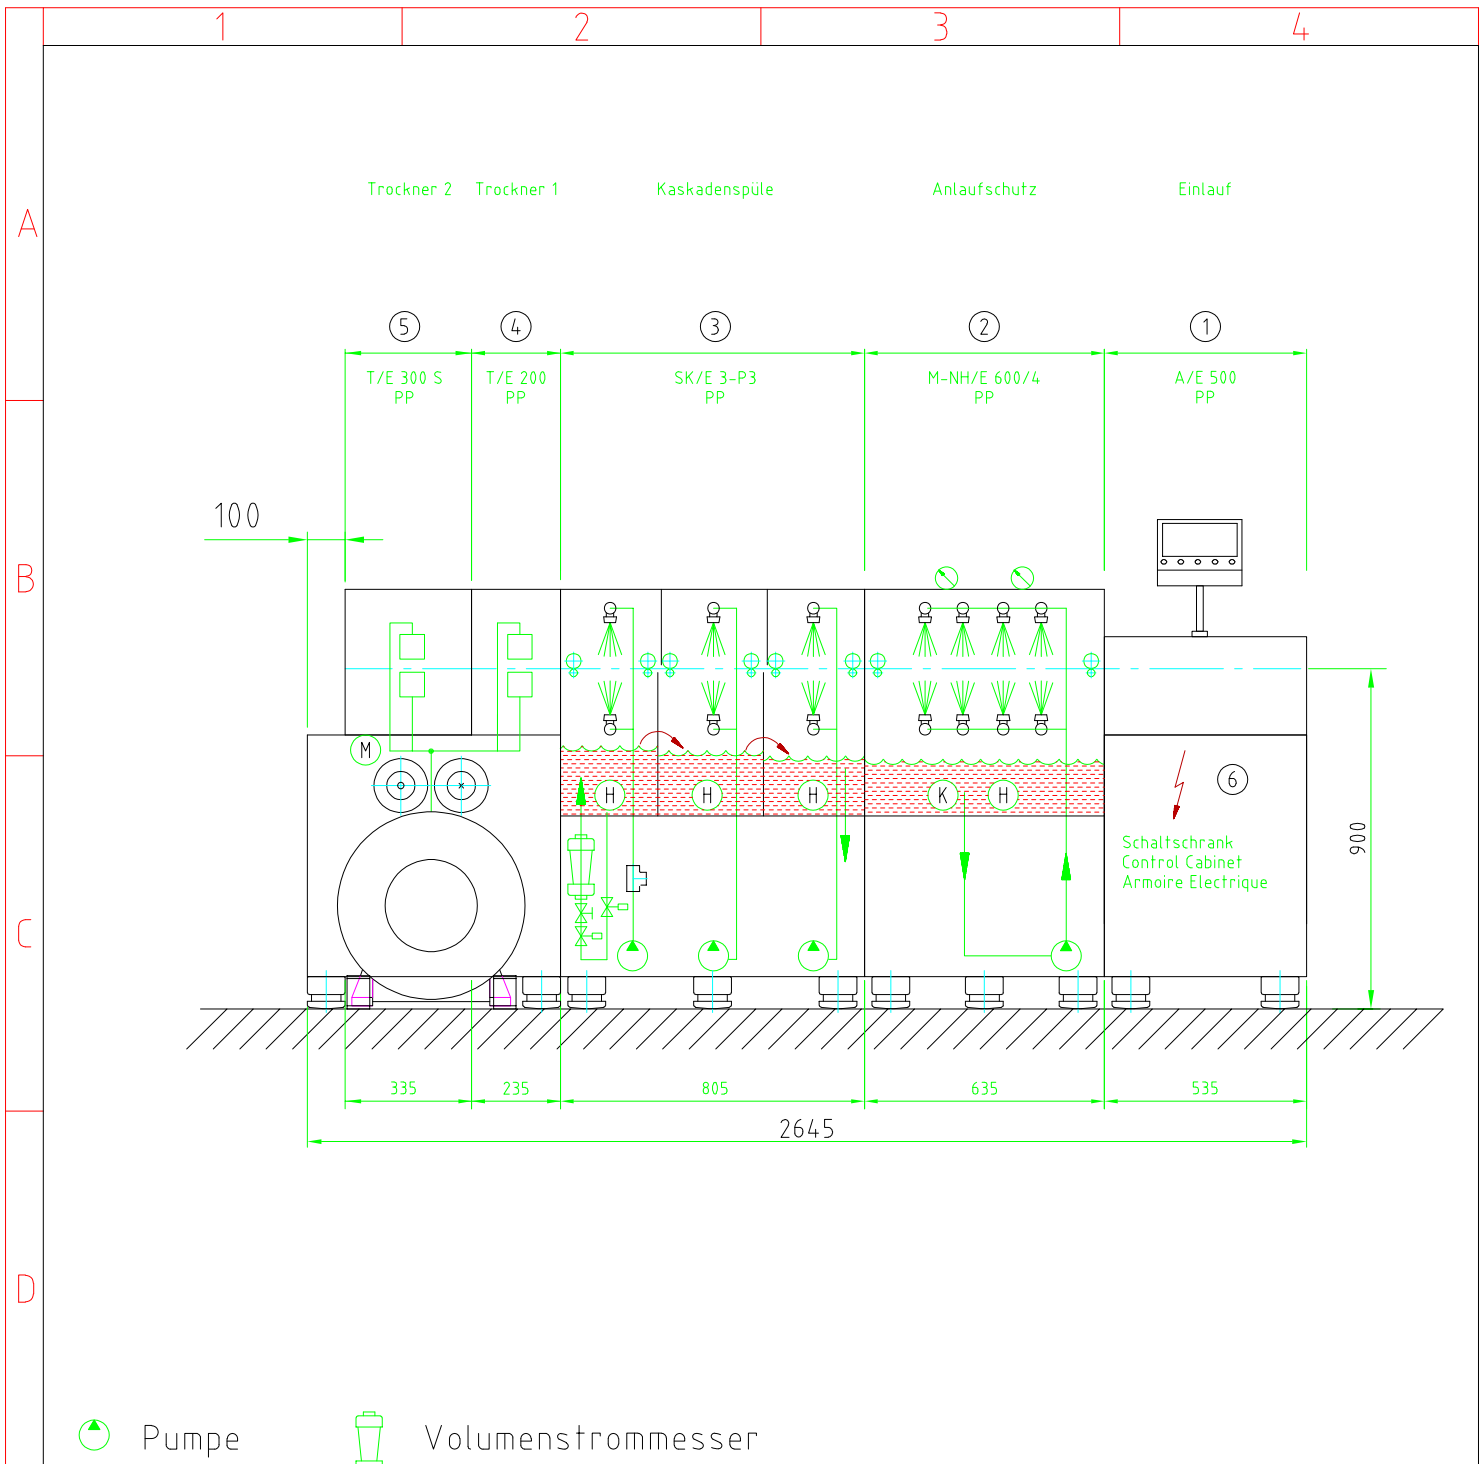 1 2 3 4
A
Trockner 2 Trockner 1 Kaskadenspüle Anlaufschutz Einlauf
5 4 3 2 1
T/E 300 S T/E 200 SK/E 3-P3 M-NH/E 600/4 A/E 500
PP PP PP PP PP
100
B
M
H H H K H
6
Schaltschrank
Control Cabinet
Armoire Electrique
900
C
335 235 805 635 535
2645
D
Pumpe Volumenstrommesser